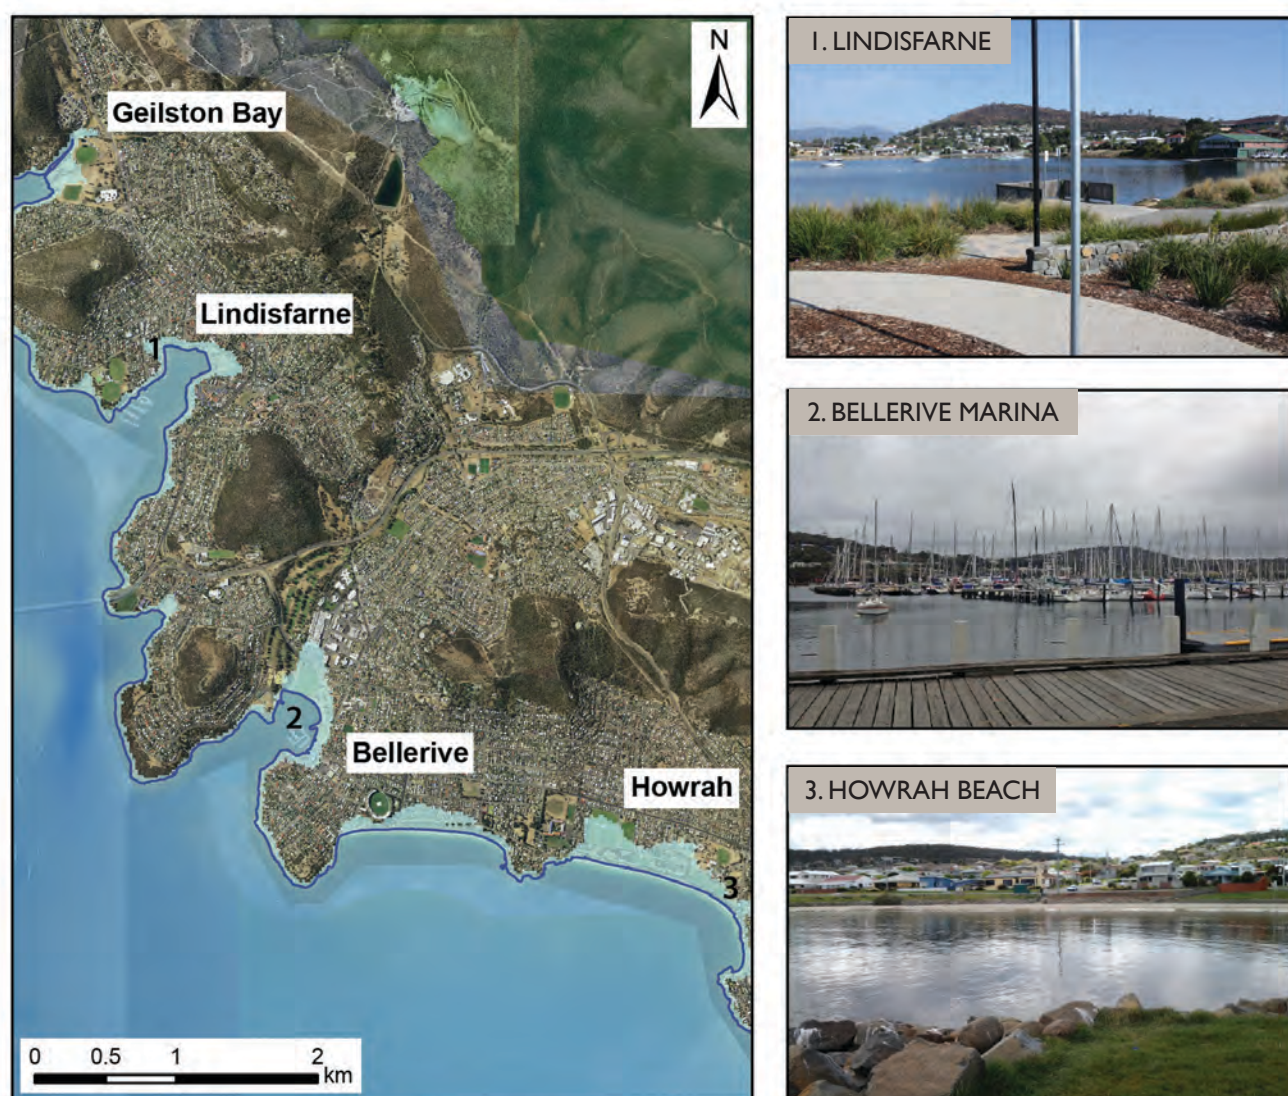 Geilston Bay
N
Lindisfarne
1
2
Bellerive
Howrah
3
0 0.5 1 2
km
1. LINDISFARNE
2. BELLERIVE MARINA
3. HOWRAH BEACH